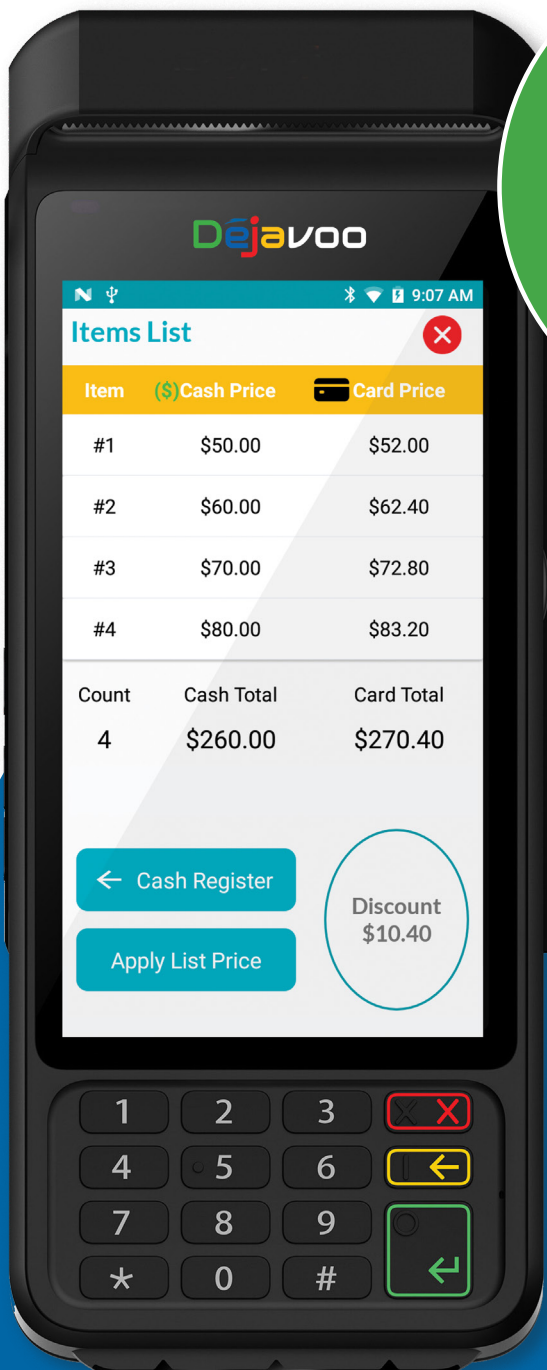 Dejavoo
9:07 AM
Items List
Item ($)Cash Price Card Price
#1 $50.00 $52.00
#2 $60.00 $62.40
#3 $70.00 $72.80
#4 $80.00 $83.20
Count Cash Total Card Total
4 $260.00 $270.40
← Cash Register
Discount
$10.40
Apply List Price
1 2 3 X
4 5 6 ←
7 8 9
* 0 # ↵